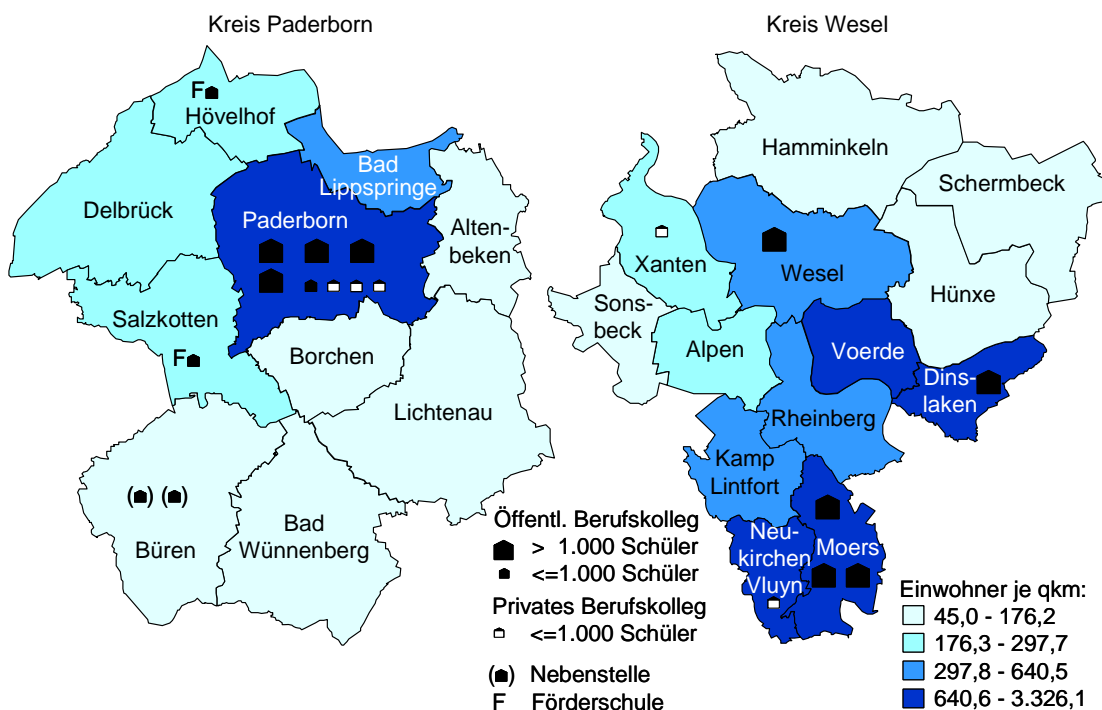 Kreis Paderborn
Kreis Wesel
F
Hövelhof
Bad
Lippspringe
Delbrück
Paderborn
Alten-
beken
Salzkotten
F
Borchen
Lichtenau
Büren
( ) ( )
Bad
Wünnenberg
Hamminkeln
Schermbeck
Xanten
Wesel
Hünxe
Sons-
beck
Alpen
Voerde
Dins-
laken
Rheinberg
Kamp
Lintfort
Neu-
kirchen
Vluyn
Moers
Öffentl. Berufskolleg
> 1.000 Schüler
<=1.000 Schüler
Privates Berufskolleg
<=1.000 Schüler
( ) Nebenstelle
F Förderschule
Einwohner je qkm:
45,0 - 176,2
176,3 - 297,7
297,8 - 640,5
640,6 - 3.326,1